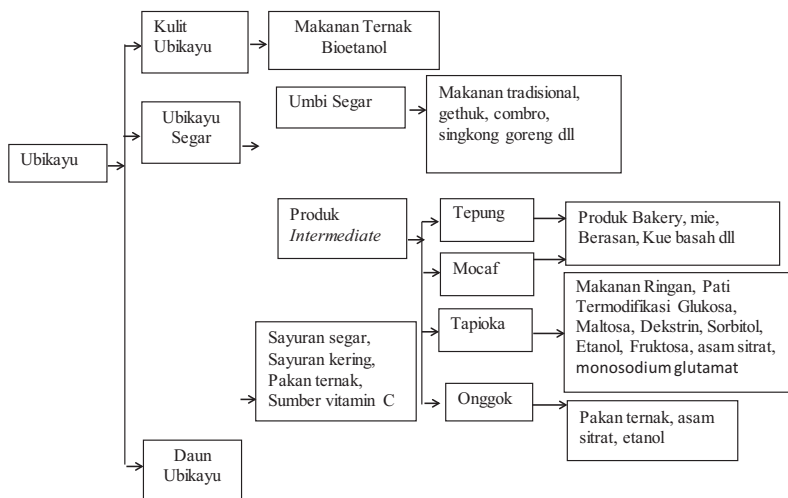 Kulit
Ubikayu
Makanan Ternak
Bioetanol
Ubikayu
Ubikayu
Segar
Umbi Segar
Makanan tradisional,
gethuk, combro,
singkong goreng dll
Produk
Intermediate
Tepung
Produk Bakery, mie,
Berasan, Kue basah dll
Mocaf
Tapioka
Makanan Ringan, Pati
Termodifikasi Glukosa,
Maltosa, Dekstrin, Sorbitol,
Etanol, Fruktosa, asam sitrat,
monosodium glutamat
Sayuran segar,
Sayuran kering,
Pakan ternak,
Sumber vitamin C
Onggok
Pakan ternak, asam
sitrat, etanol
Daun
Ubikayu